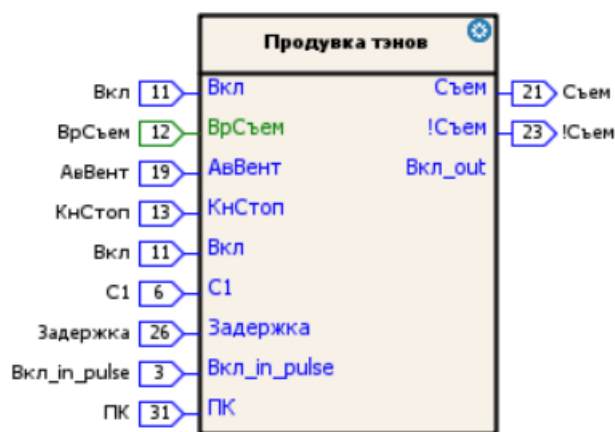 Продувка тэнов
Вкл 11 Вкл Съем 21 Съем
ВрСъем 12 ВрСъем !Съем 23 !Съем
АвВент 19 АвВент Вкл_out
КнСтоп 13 КнСтоп
Вкл 11 Вкл
С1 6 С1
Задержка 26 Задержка
Вкл_in_pulse 3 Вкл_in_pulse
ПК 31 ПК